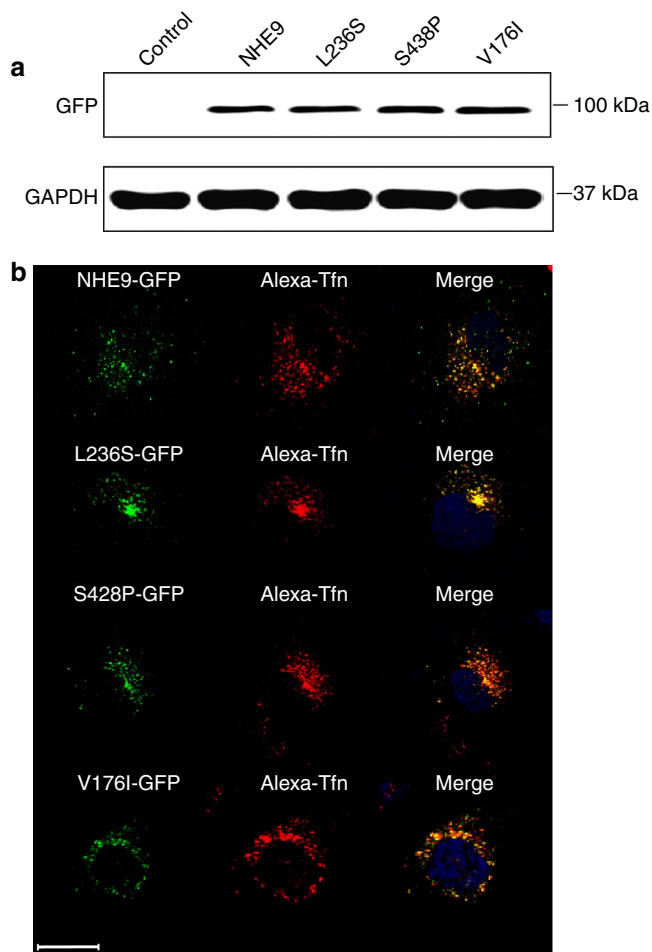 a
Control NHE9 L236S S438P V176I
GFP 100 kDa
GAPDH 37 kDa
b
NHE9-GFP Alexa-Tfn Merge
L236S-GFP Alexa-Tfn Merge
S428P-GFP Alexa-Tfn Merge
V176I-GFP Alexa-Tfn Merge